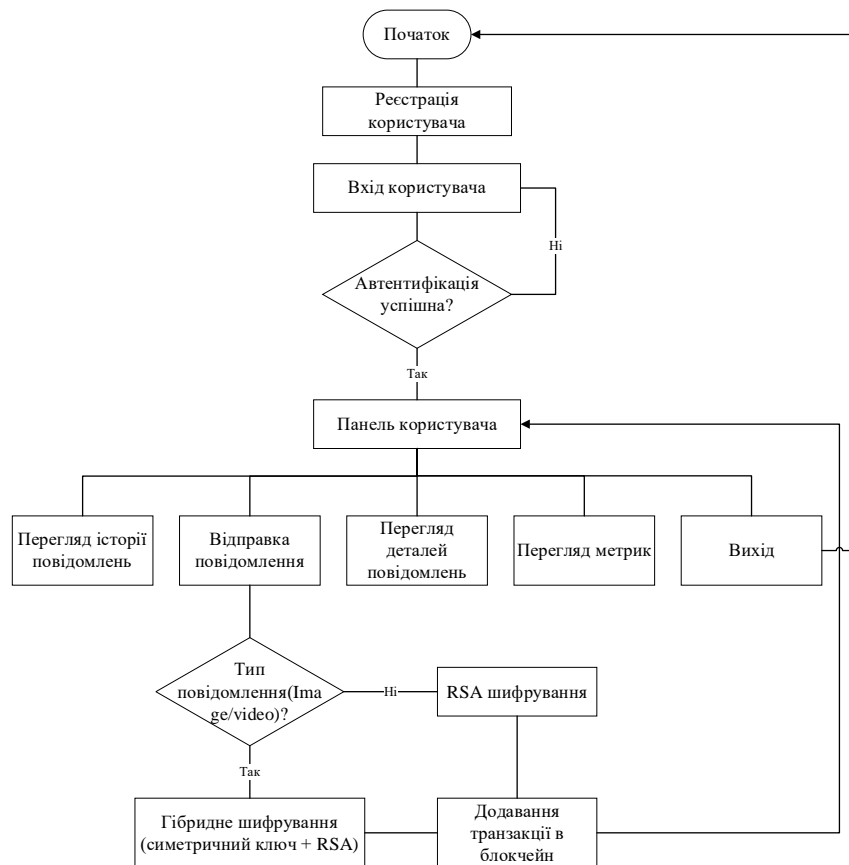 Початок
Реєстрація
користувача
Вхід користувача
Ні
Автентифікація
успішна?
Так
Панель користувача
Перегляд історії
повідомлень
Відправка
повідомлення
Перегляд
деталей
повідомлень
Перегляд метрик
Вихід
Тип
повідомлення(Ima
ge/video)?
Ні
RSA шифрування
Так
Гібридне шифрування
(симетричний ключ + RSA)
Додавання
транзакції в
блокчейн